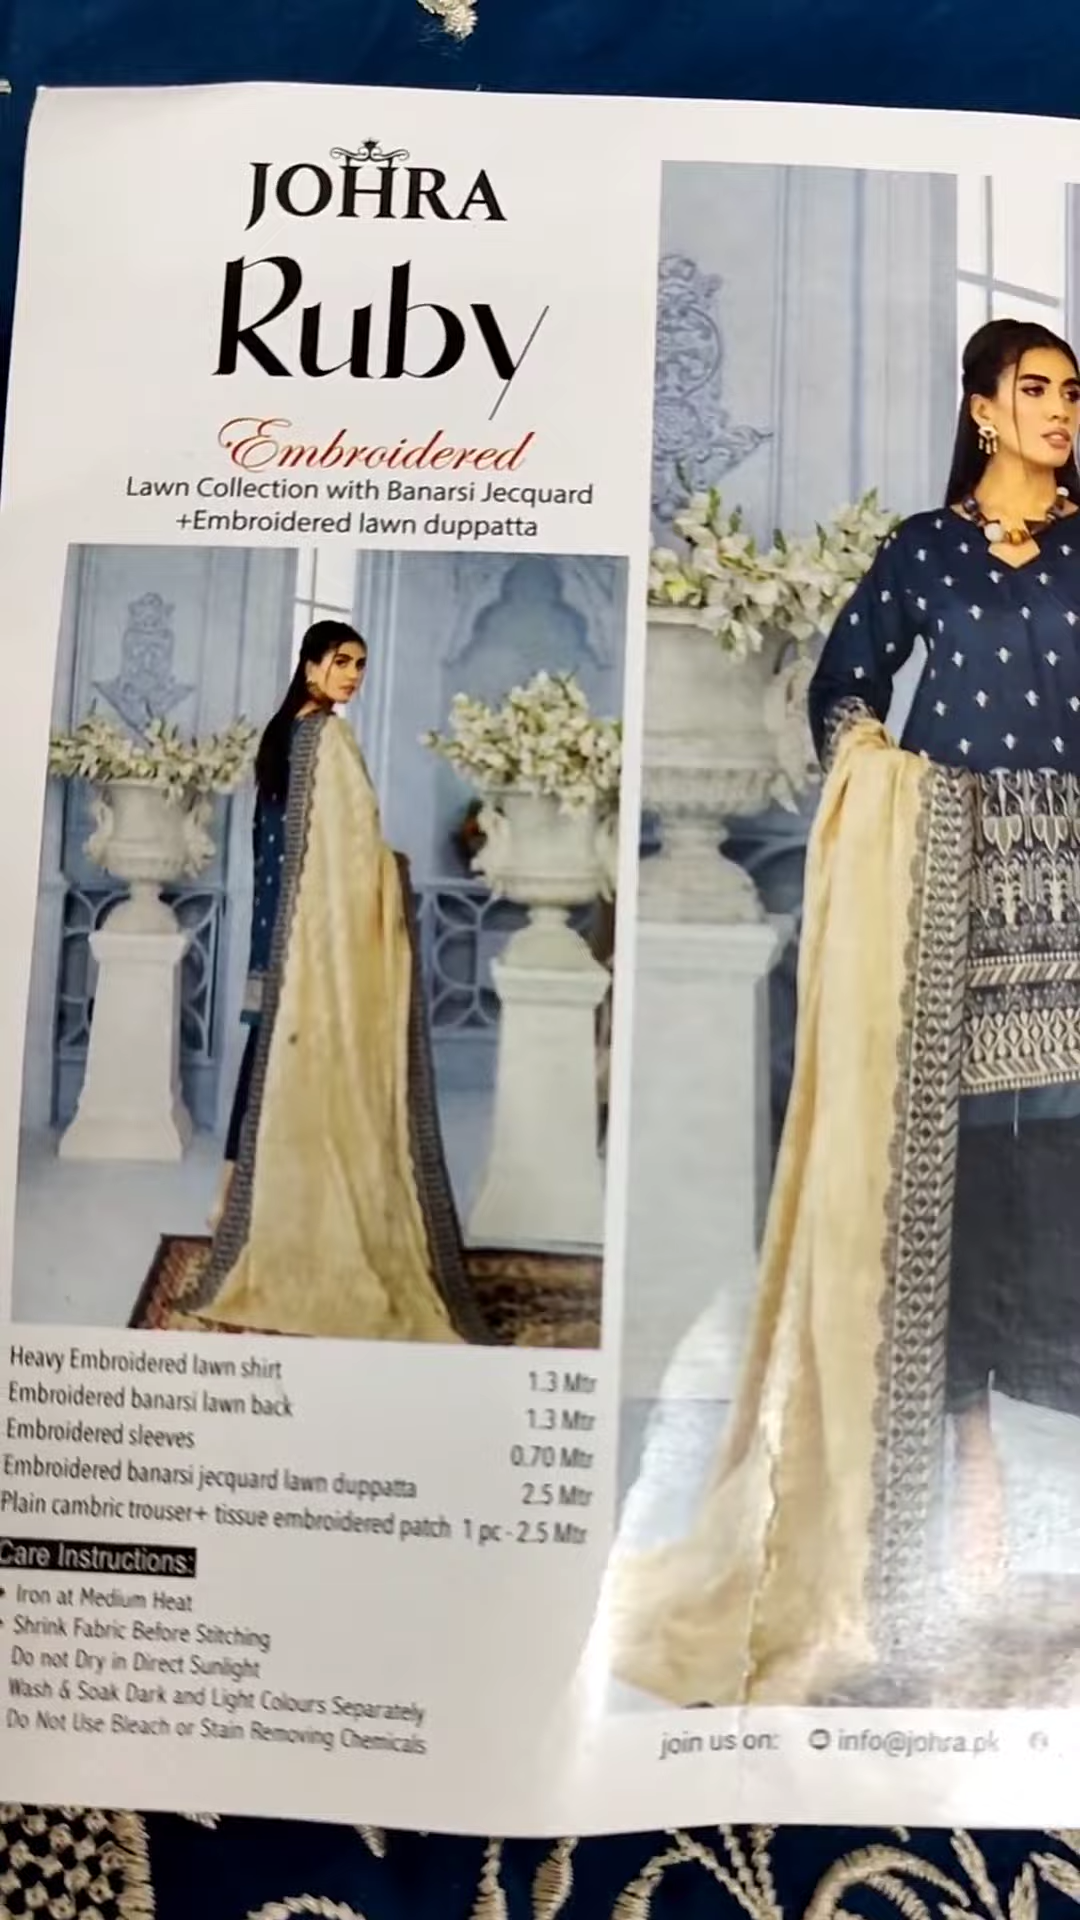 JOHRA
Ruby
Embroidered
Lawn Collection with Banarsi Jecquard
+Embroidered lawn duppatta
Heavy Embroidered lawn shirt 1.3 Mtr
Embroidered banarsi lawn back 1.3 Mtr
Embroidered sleeves 0.70 Mtr
Embroidered banarsi jecquard lawn duppatta 2.5 Mtr
Plain cambric trouser+ tissue embroidered patch 1 pc - 2.5 Mtr
Care Instructions:
• Iron at Medium Heat
• Shrink Fabric Before Stitching
Do not Dry in Direct Sunlight
Wash & Soak Dark and Light Colours Separately
Do Not Use Bleach or Stain Removing Chemicals
join us on: info@johra.pk